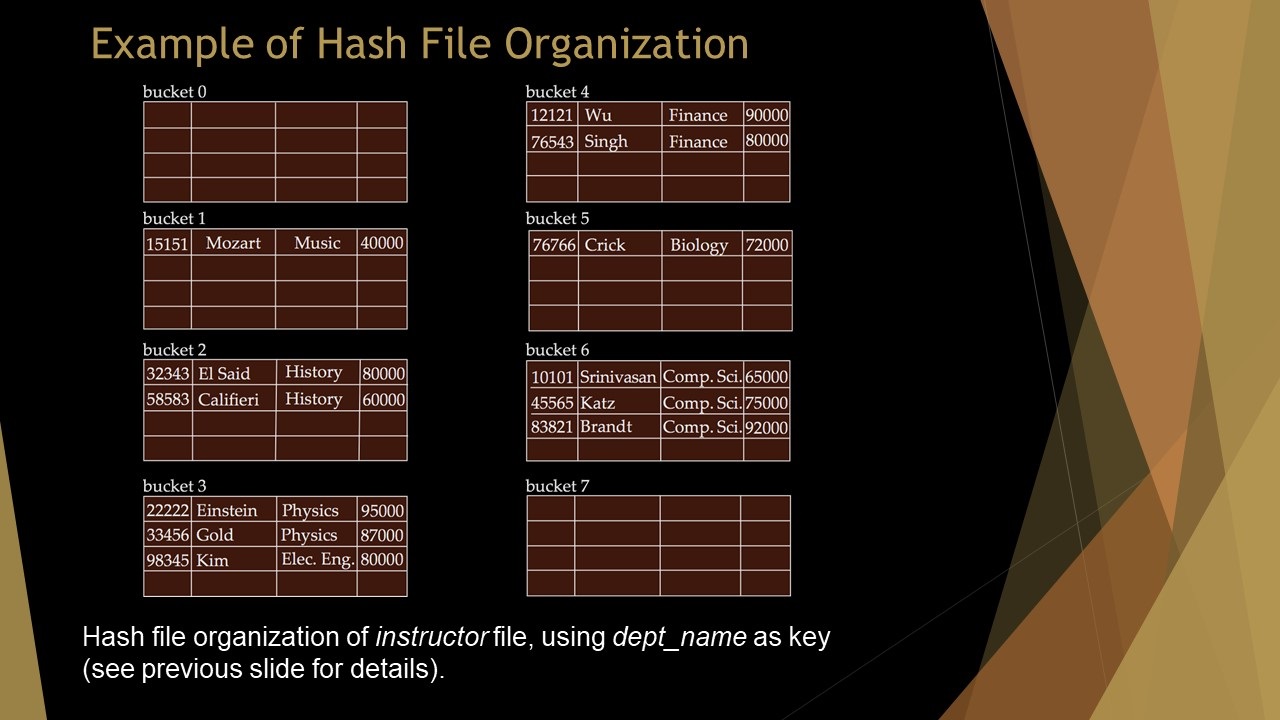 Example of Hash File Organization
bucket 0
bucket 1
15151 Mozart Music 40000
bucket 2
32343 El Said History 80000
58583 Califieri History 60000
bucket 3
22222 Einstein Physics 95000
33456 Gold Physics 87000
98345 Kim Elec. Eng. 80000
bucket 4
12121 Wu Finance 90000
76543 Singh Finance 80000
bucket 5
76766 Crick Biology 72000
bucket 6
10101 Srinivasan Comp. Sci. 65000
45565 Katz Comp. Sci. 75000
83821 Brandt Comp. Sci. 92000
bucket 7
Hash file organization of instructor file, using dept_name as key
(see previous slide for details).